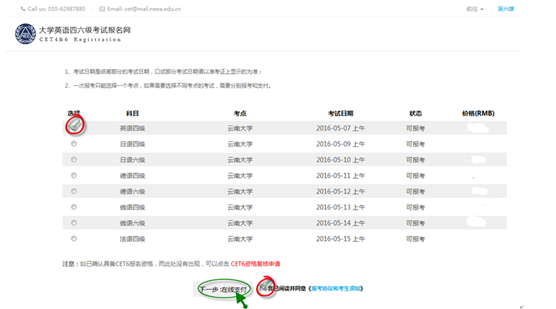 Call us: 010-62987880 Email: cet@mail.neea.edu.cn
大学英语四六级考试报名网
CET4&6 Registration
1、考试日期是纸笔部分的考试日期，口试部分考试日期请以准考证上显示的为准；
2、一次报考只能选择一个考点，如果需要选择不同考点的考试，需要分别报考和支付。
选择 科目 考点 考试日期 状态 价格(RMB)
英语四级 云南大学 2016-05-07 上午 可报考
日语四级 云南大学 2016-05-09 上午 可报考
日语六级 云南大学 2016-05-10 上午 可报考
德语四级 云南大学 2016-05-11 上午 可报考
德语六级 云南大学 2016-05-12 上午 可报考
俄语四级 云南大学 2016-05-13 上午 可报考
俄语六级 云南大学 2016-05-14 上午 可报考
法语四级 云南大学 2016-05-15 上午 可报考
注意：如已确认具备CET6报名资格，而此处没有出现，可以点击 CET6资格复核申请
下一步:在线支付 我已阅读并同意《报考协议和考生须知》